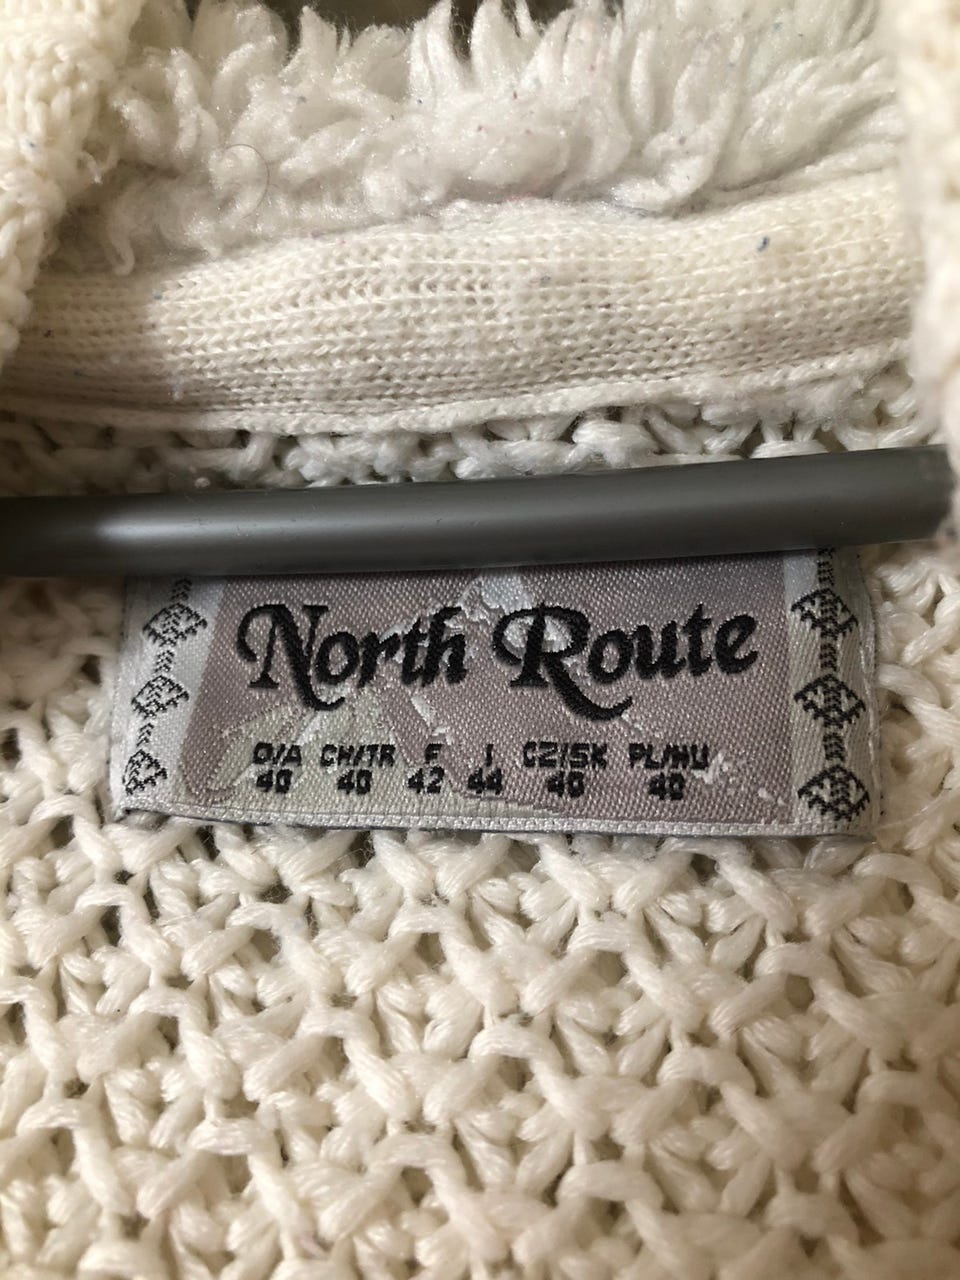 North Route
D/A CH/TR F I CZ/SK PL/HU
40 40 42 44 40 40